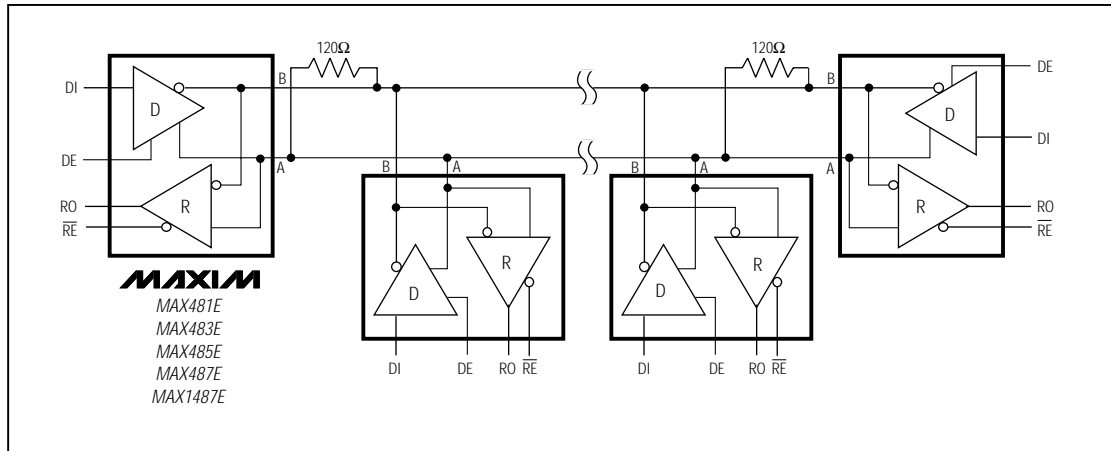 120Ω
120Ω
B
B
DI
DE
D
D
DE
DI
A
B
A
B
A
A
RO
RE
R
R
RO
RE
R
R
D
D
MAXIM
MAX481E
MAX483E
MAX485E
MAX487E
MAX1487E
DI
DE
RO
RE
DI
DE
RO
RE